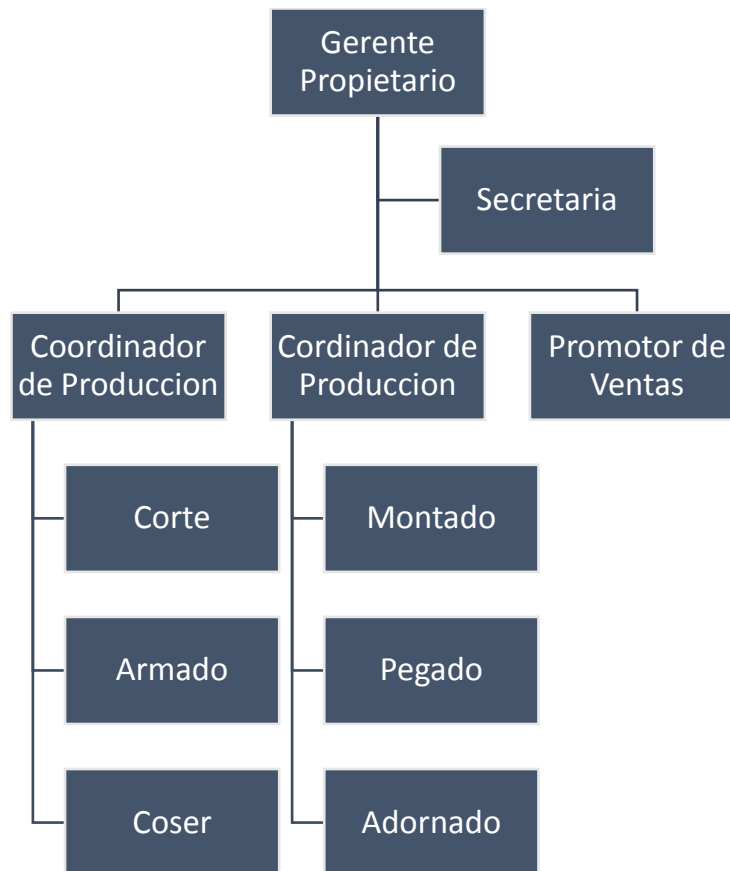 Gerente
Propietario
Secretaria
Coordinador
de Produccion
Cordinador de
Produccion
Promotor de
Ventas
Corte
Montado
Armado
Pegado
Coser
Adornado